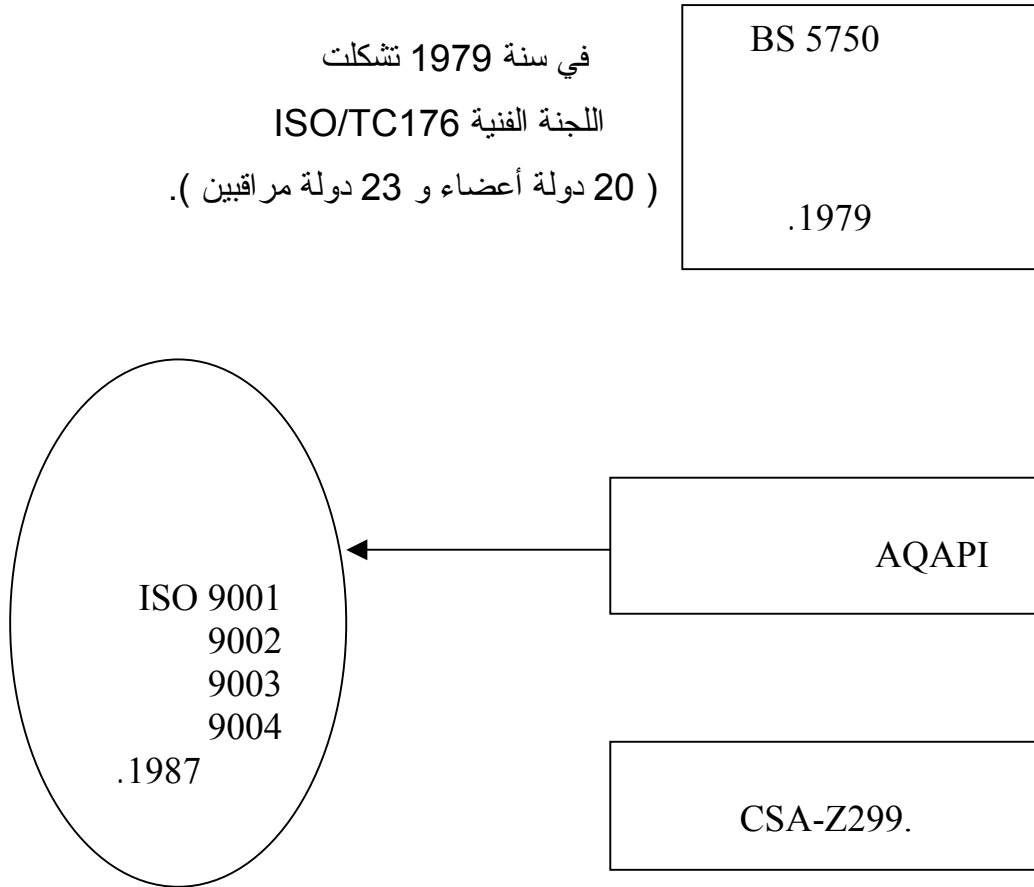 BS 5750
1979.
في سنة 1979 تشكلت
اللجنة الفنية ISO/TC176
( 20 دولة أعضاء و 23 دولة مراقبين ).
AQAPI
ISO 9001
9002
9003
9004
1987.
CSA-Z299.